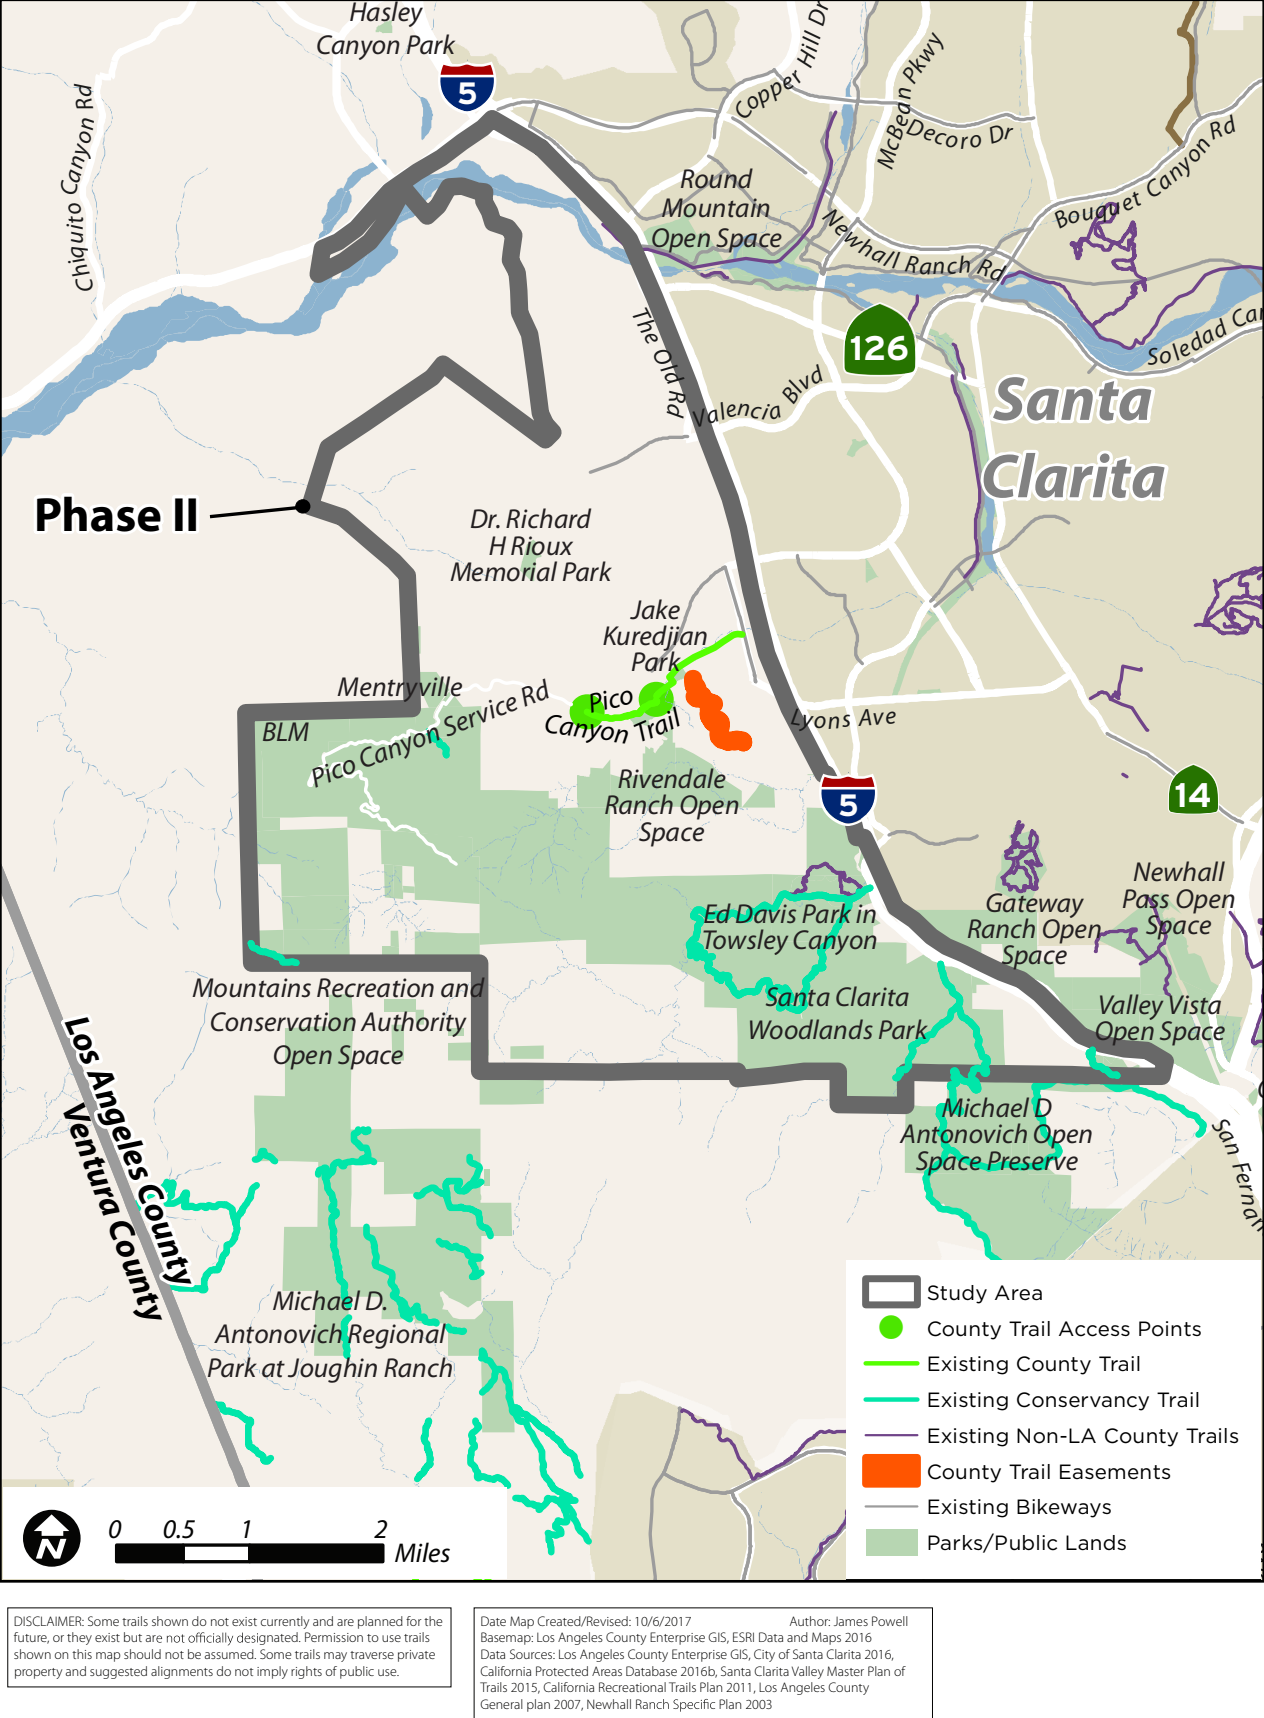 Hasley
Canyon Park
5
Chiquito Canyon Rd
Copper Hill Dr
McBean Pkwy
Decoro Dr
Bouquet Canyon Rd
Round
Mountain
Open Space
Newhall Ranch Rd
The Old Rd
126
Soledad Can
Valencia Blvd
Santa
Clarita
Phase II
Dr. Richard
H Rioux
Memorial Park
Jake
Kuredjian
Park
Mentryville
Pico
Canyon Trail
BLM
Pico Canyon Service Rd
Lyons Ave
Rivendale
Ranch Open
Space
5
14
Newhall
Pass Open
Space
Gateway
Ranch Open
Space
Ed Davis Park in
Towsley Canyon
Mountains Recreation and
Conservation Authority
Open Space
Santa Clarita
Woodlands Park
Valley Vista
Open Space
Los Angeles County
Ventura County
Michael D
Antonovich Open
Space Preserve
San Fernan
Michael D.
Antonovich Regional
Park at Joughin Ranch
Study Area
County Trail Access Points
Existing County Trail
Existing Conservancy Trail
Existing Non-LA County Trails
County Trail Easements
Existing Bikeways
Parks/Public Lands
N
0 0.5 1 2
Miles
DISCLAIMER: Some trails shown do not exist currently and are planned for the
future, or they exist but are not officially designated. Permission to use trails
shown on this map should not be assumed. Some trails may traverse private
property and suggested alignments do not imply rights of public use.
Date Map Created/Revised: 10/6/2017 Author: James Powell
Basemap: Los Angeles County Enterprise GIS, ESRI Data and Maps 2016
Data Sources: Los Angeles County Enterprise GIS, City of Santa Clarita 2016,
California Protected Areas Database 2016b, Santa Clarita Valley Master Plan of
Trails 2015, California Recreational Trails Plan 2011, Los Angeles County
General plan 2007, Newhall Ranch Specific Plan 2003